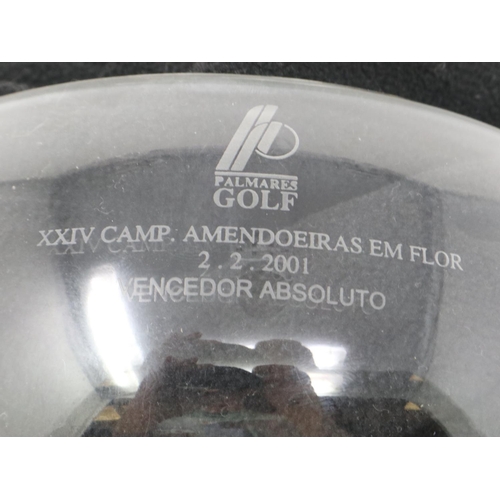 PALMARES
GOLF
XXIV CAMP. AMENDOEIRAS EM FLOR
2.2.2001
VENCEDOR ABSOLUTO